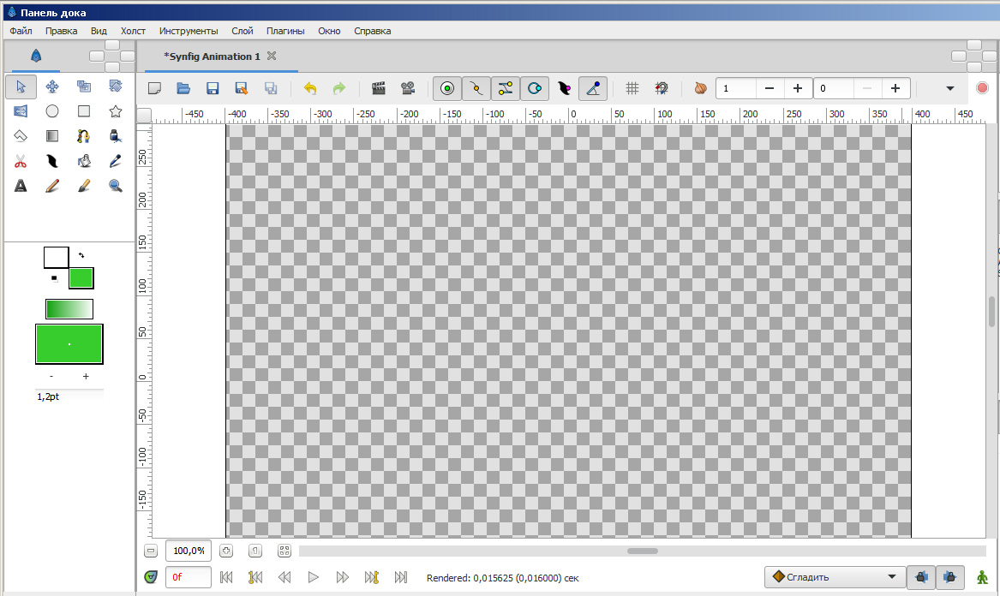 Панель дока
Файл Правка Вид Холст Инструменты Слой Плагины Окно Справка
*Synfig Animation 1
1 0
-450 -400 -350 -300 -250 -200 -150 -100 -50 0 50 100 150 200 250 300 350 400 450
250
200
150
100
50
0
-50
-100
-150
- +
1,2pt
100,0%
0f
Rendered: 0,015625 (0,016000) сек
Сгладить